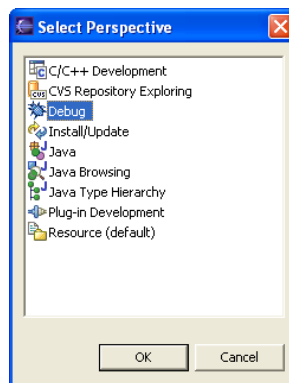 Select Perspective
C/C++ Development
CVS Repository Exploring
Debug
Install/Update
Java
Java Browsing
Java Type Hierarchy
Plug-in Development
Resource (default)
OK Cancel